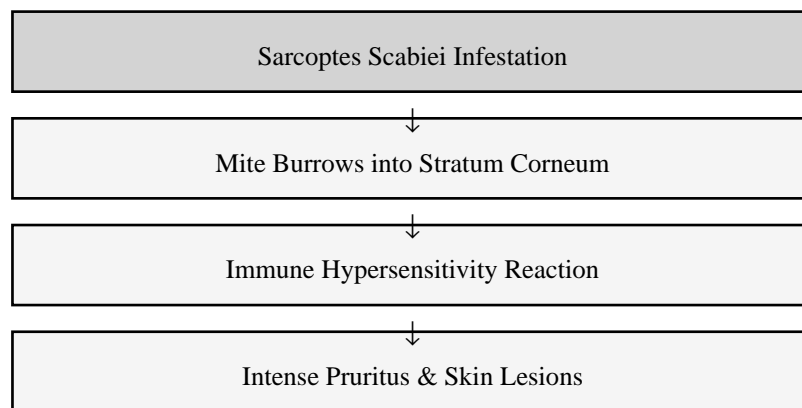 Sarcoptes Scabiei Infestation
↓
Mite Burrows into Stratum Corneum
↓
Immune Hypersensitivity Reaction
↓
Intense Pruritus & Skin Lesions